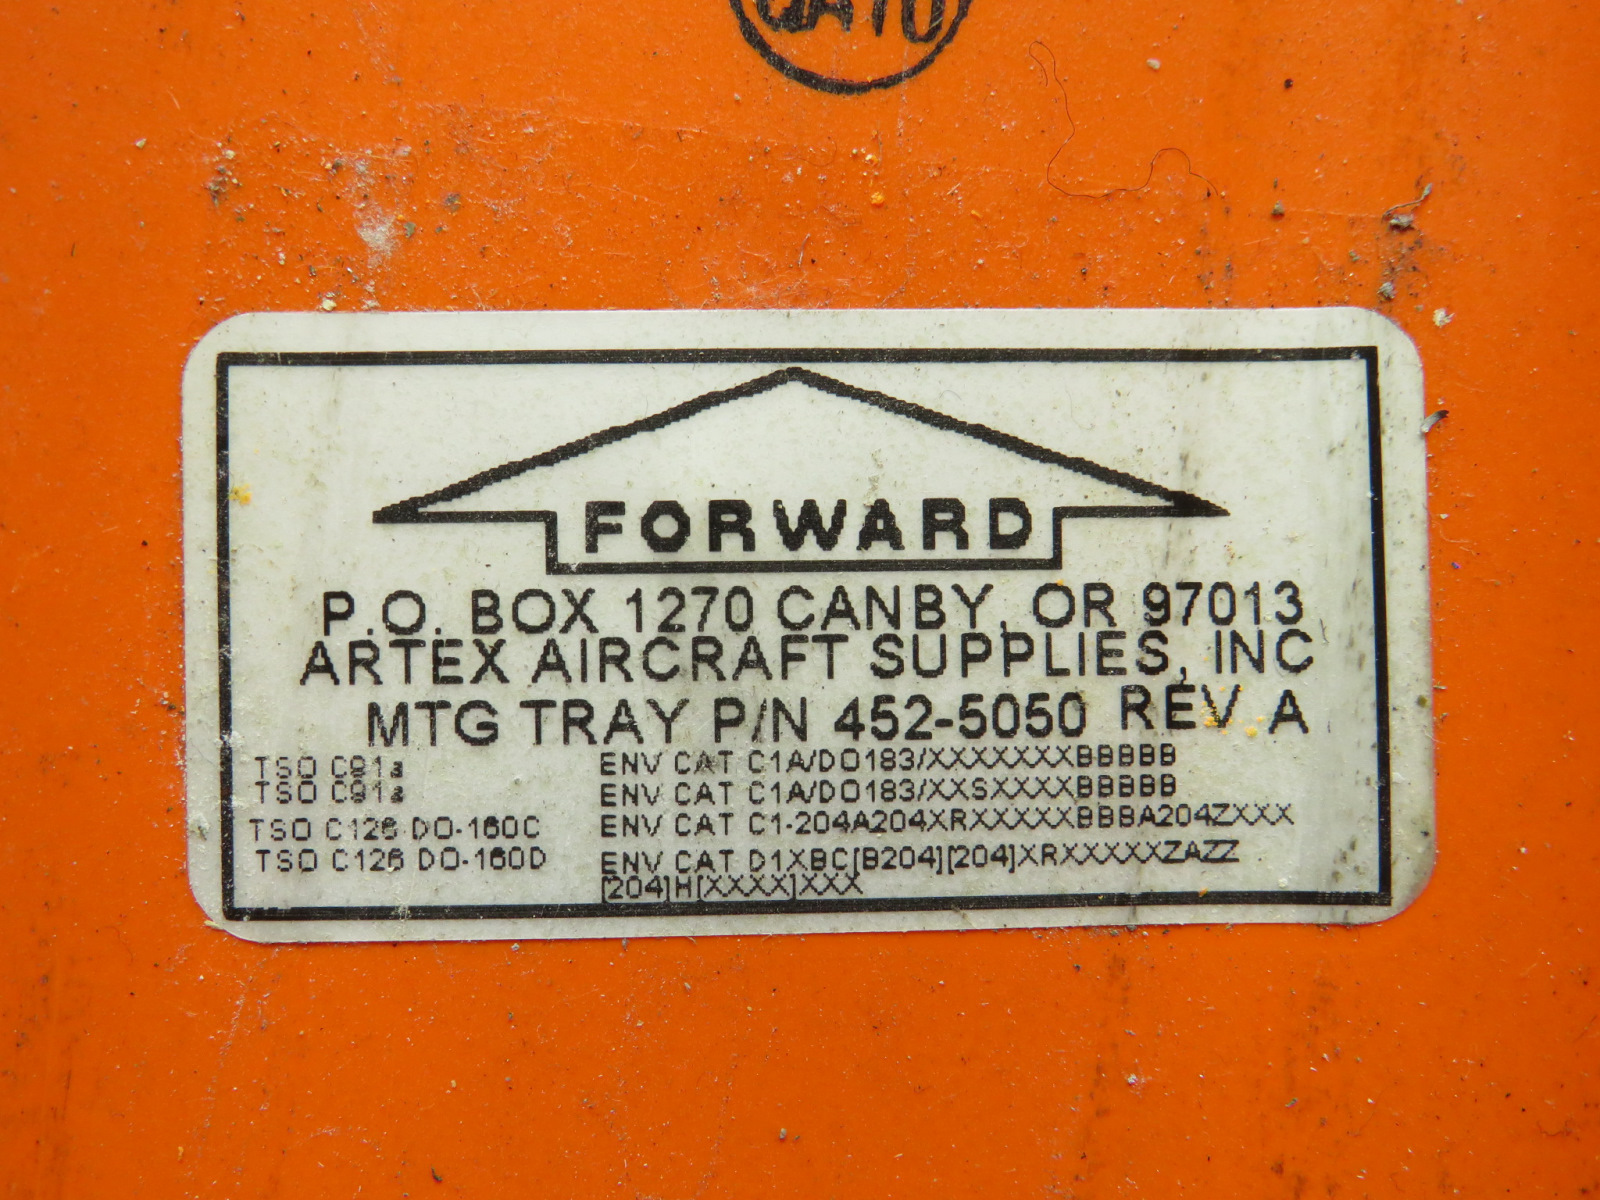 FORWARD
P.O. BOX 1270 CANBY, OR 97013
ARTEX AIRCRAFT SUPPLIES, INC
MTG TRAY P/N 452-5050 REV A
TSO C91a ENV CAT C1A/DO183/XXXXXXXBBBBB
TSO C91a ENV CAT C1A/DO183/XXSXXXXBBBBB
TSO C126 DO-160C ENV CAT C1-204A204XRXXXXXBBBA204ZXXX
TSO C126 DO-160D ENV CAT D1XBC[B204][204]XRXXXXXZAZZ
[204]H[XXXX]XXX